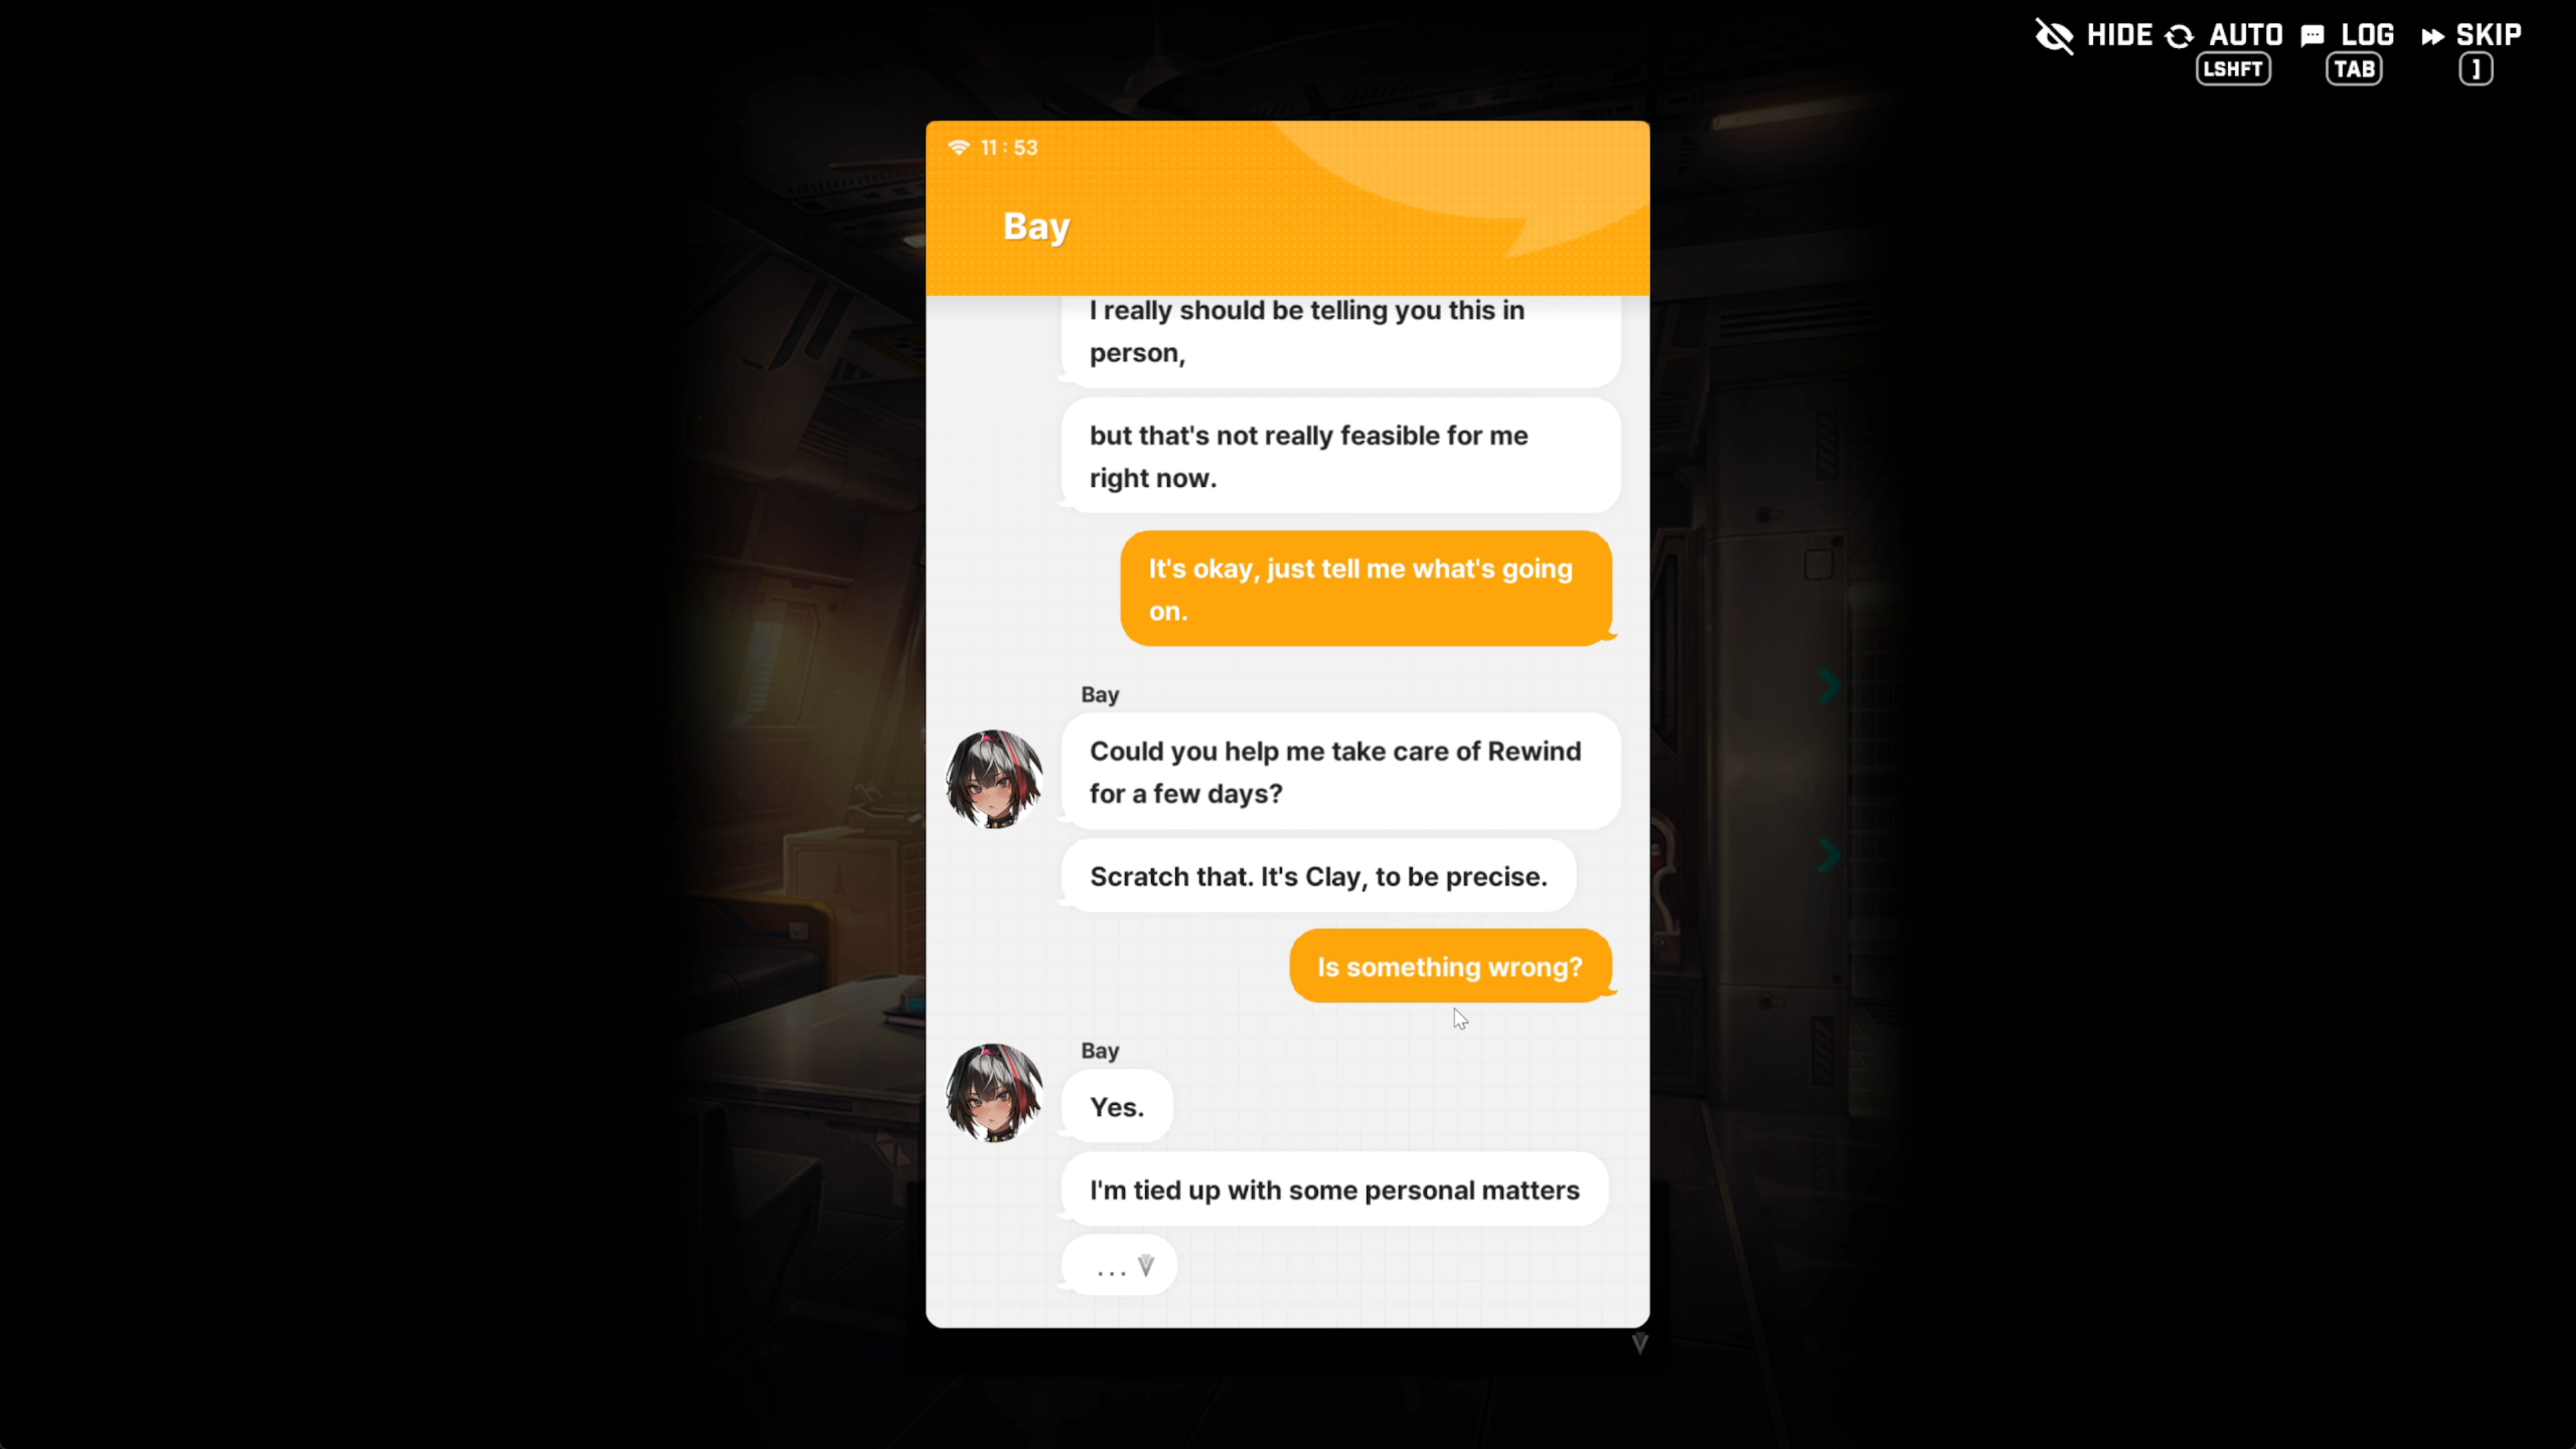 HIDE AUTO LOG SKIP
LSHFT TAB ]
11 : 53
Bay
I really should be telling you this in
person,
but that's not really feasible for me
right now.
It's okay, just tell me what's going
on.
Bay
Could you help me take care of Rewind
for a few days?
Scratch that. It's Clay, to be precise.
Is something wrong?
Bay
Yes.
I'm tied up with some personal matters
...